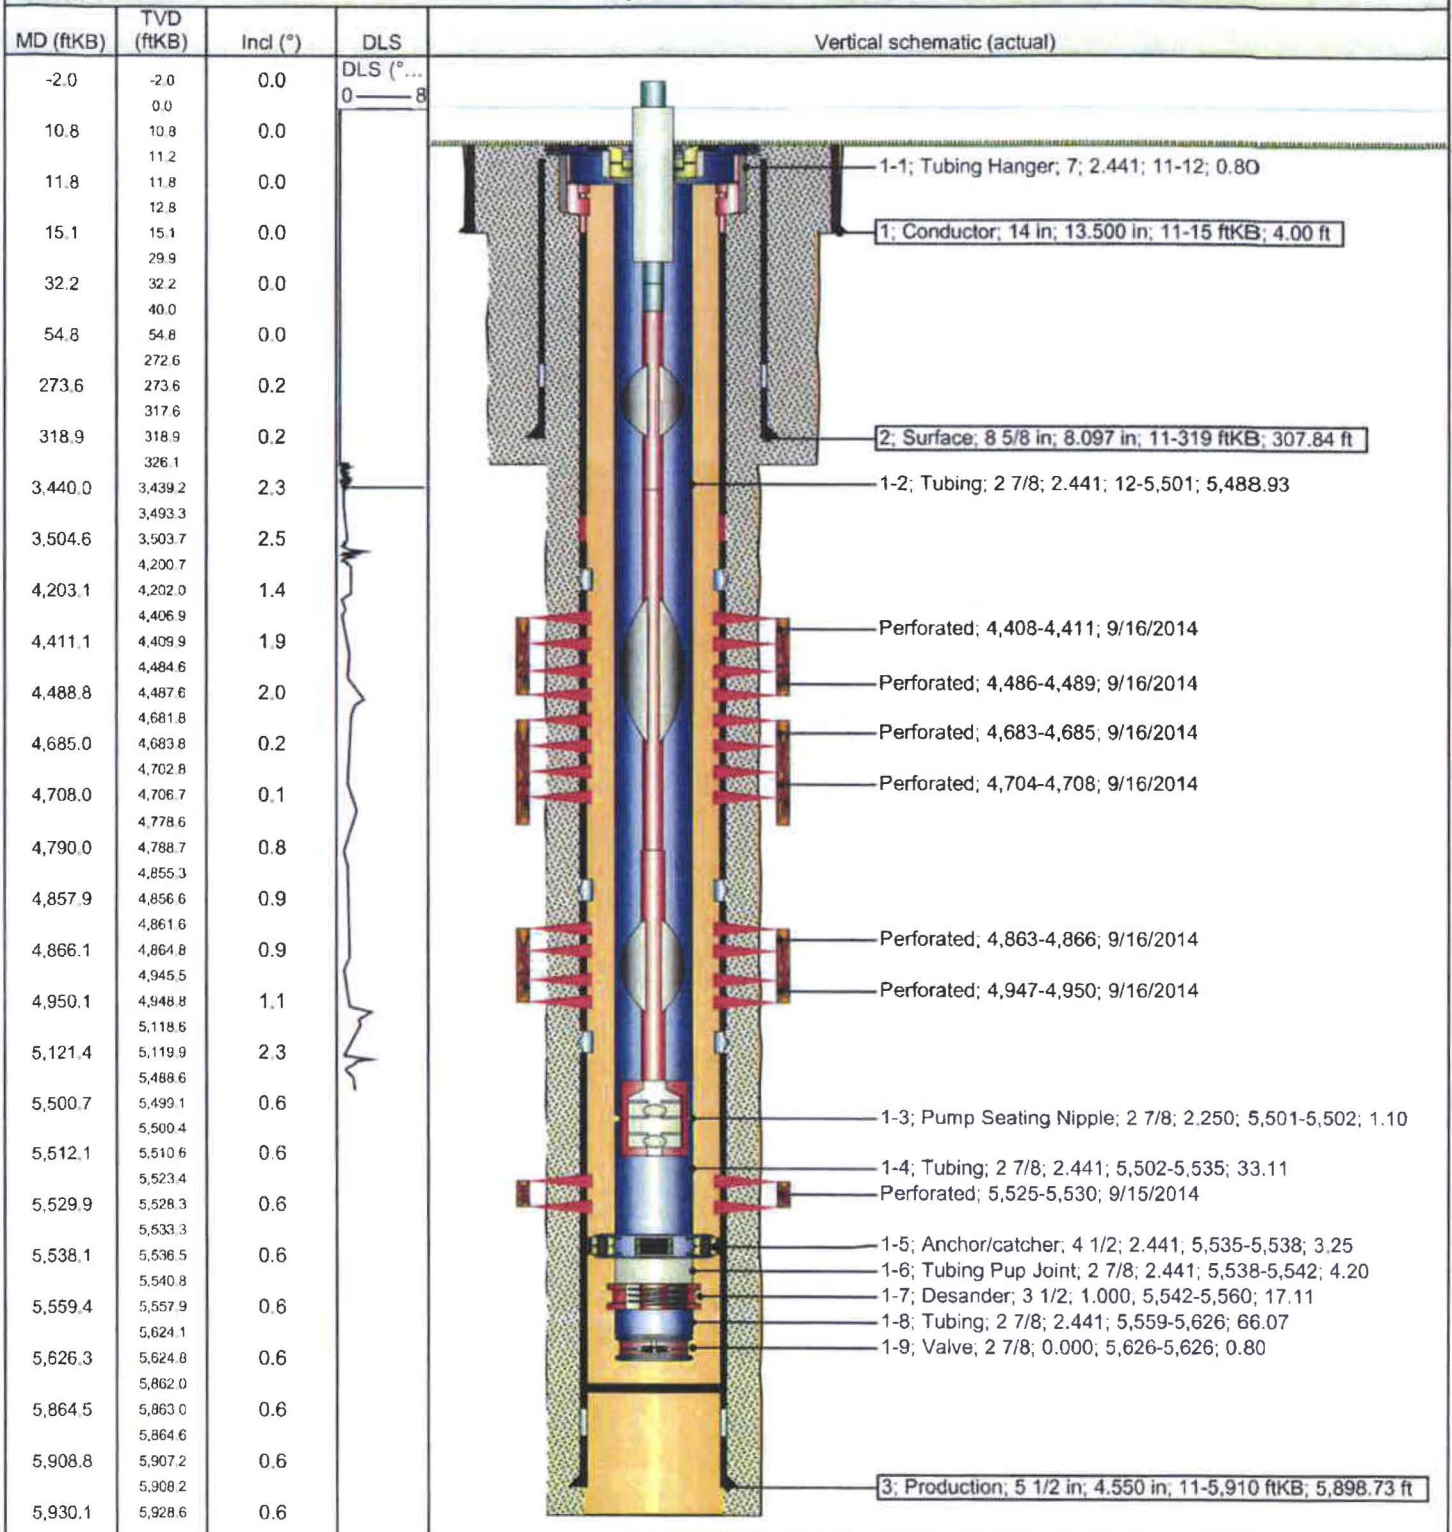 MD (ftKB) TVD (ftKB) Incl (°) DLS Vertical schematic (actual)
DLS (°...
0 8
-2.0 -2.0 0.0
0.0
10.8 10.8 0.0
11.2
11.8 11.8 0.0
12.8
15.1 15.1 0.0
29.9
32.2 32.2 0.0
40.0
54.8 54.8 0.0
272.6
273.6 273.6 0.2
317.6
318.9 318.9 0.2
326.1
3,440.0 3,439.2 2.3
3,493.3
3,504.6 3,503.7 2.5
4,200.7
4,203.1 4,202.0 1.4
4,406.9
4,411.1 4,409.9 1.9
4,484.6
4,488.8 4,487.6 2.0
4,681.8
4,685.0 4,683.8 0.2
4,702.8
4,708.0 4,706.7 0.1
4,778.6
4,790.0 4,788.7 0.8
4,855.3
4,857.9 4,856.6 0.9
4,861.6
4,866.1 4,864.8 0.9
4,945.5
4,950.1 4,948.8 1.1
5,118.6
5,121.4 5,119.9 2.3
5,488.6
5,500.7 5,499.1 0.6
5,500.4
5,512.1 5,510.6 0.6
5,523.4
5,529.9 5,528.3 0.6
5,533.3
5,538.1 5,536.5 0.6
5,540.8
5,559.4 5,557.9 0.6
5,624.1
5,626.3 5,624.8 0.6
5,862.0
5,864.5 5,863.0 0.6
5,864.6
5,908.8 5,907.2 0.6
5,908.2
5,930.1 5,928.6 0.6
1-1; Tubing Hanger; 7; 2.441; 11-12; 0.80
1; Conductor; 14 in; 13.500 in; 11-15 ftKB; 4.00 ft
2; Surface; 8 5/8 in; 8.097 in; 11-319 ftKB; 307.84 ft
1-2; Tubing; 2 7/8; 2.441; 12-5,501; 5,488.93
Perforated; 4,408-4,411; 9/16/2014
Perforated; 4,486-4,489; 9/16/2014
Perforated; 4,683-4,685; 9/16/2014
Perforated; 4,704-4,708; 9/16/2014
Perforated; 4,863-4,866; 9/16/2014
Perforated; 4,947-4,950; 9/16/2014
1-3; Pump Seating Nipple; 2 7/8; 2.250; 5,501-5,502; 1.10
1-4; Tubing; 2 7/8; 2.441; 5,502-5,535; 33.11
Perforated; 5,525-5,530; 9/15/2014
1-5; Anchor/catcher; 4 1/2; 2.441; 5,535-5,538; 3.25
1-6; Tubing Pup Joint; 2 7/8; 2.441; 5,538-5,542; 4.20
1-7; Desander; 3 1/2; 1.000; 5,542-5,560; 17.11
1-8; Tubing; 2 7/8; 2.441; 5,559-5,626; 66.07
1-9; Valve; 2 7/8; 0.000; 5,626-5,626; 0.80
3; Production; 5 1/2 in; 4.550 in; 11-5,910 ftKB; 5,898.73 ft